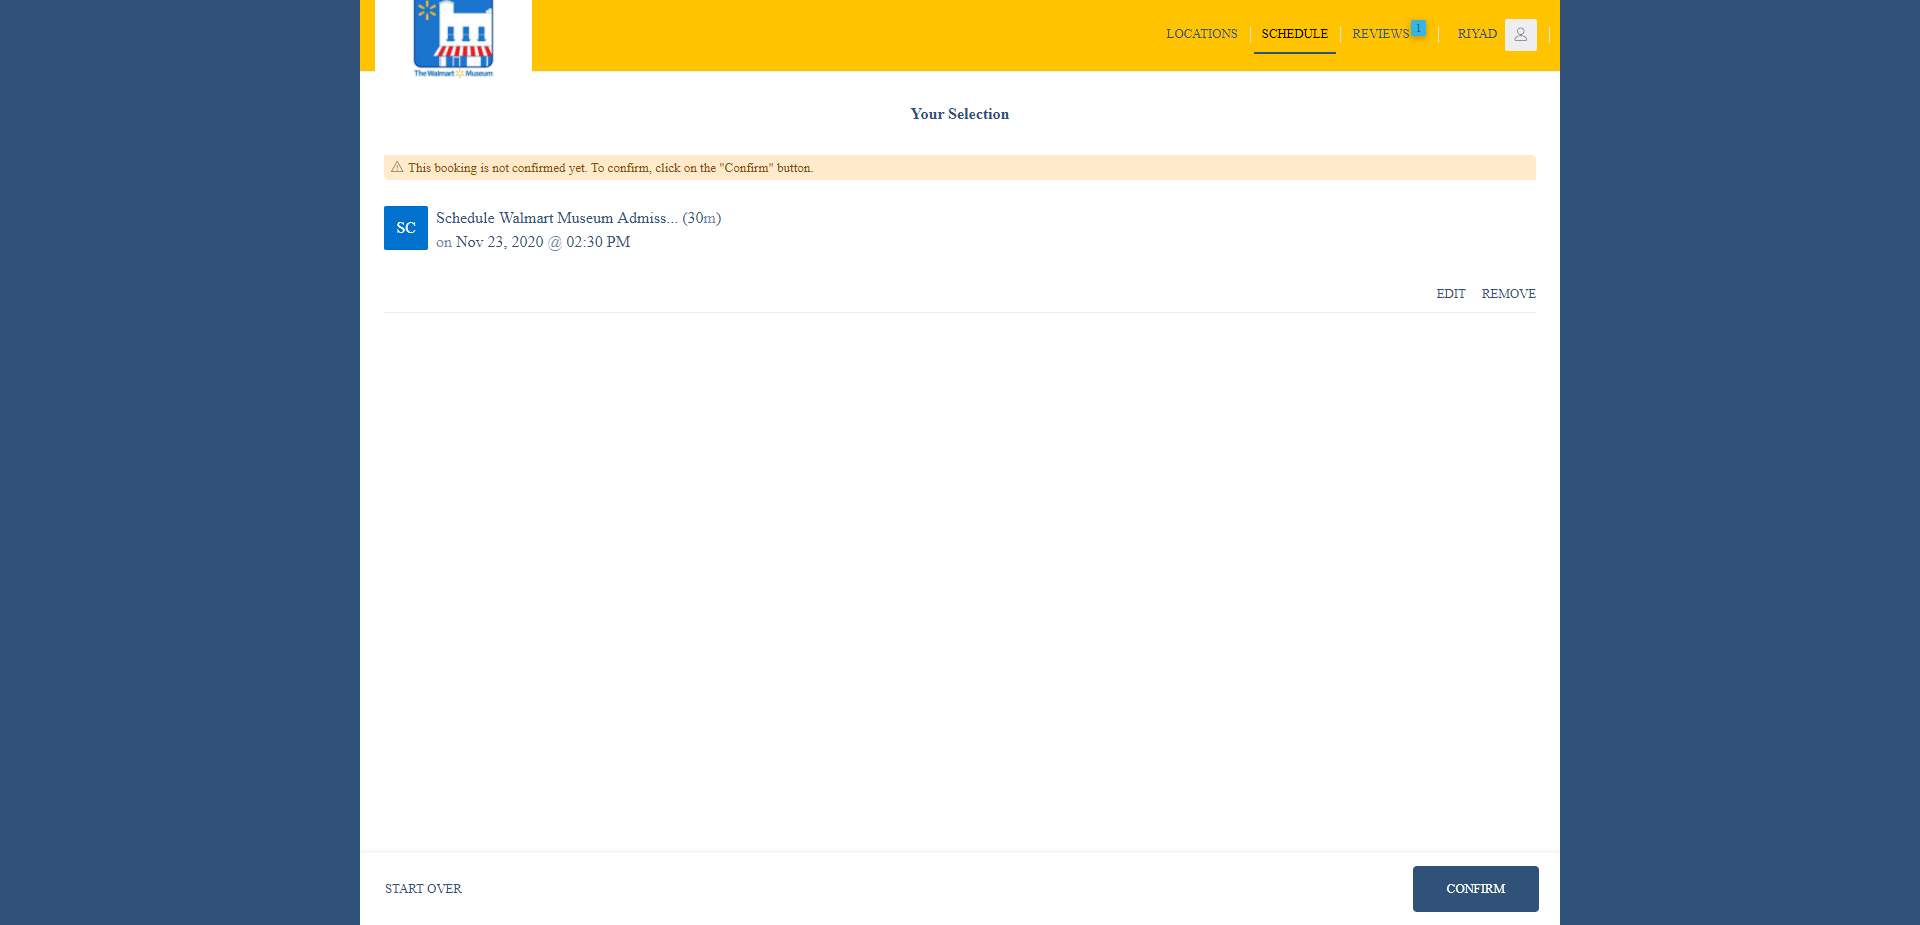 The Walmart Museum
LOCATIONS
SCHEDULE
REVIEWS 1
RIYAD
Your Selection
This booking is not confirmed yet. To confirm, click on the "Confirm" button.
SC
Schedule Walmart Museum Admiss... (30m)
on Nov 23, 2020 @ 02:30 PM
EDIT
REMOVE
START OVER
CONFIRM